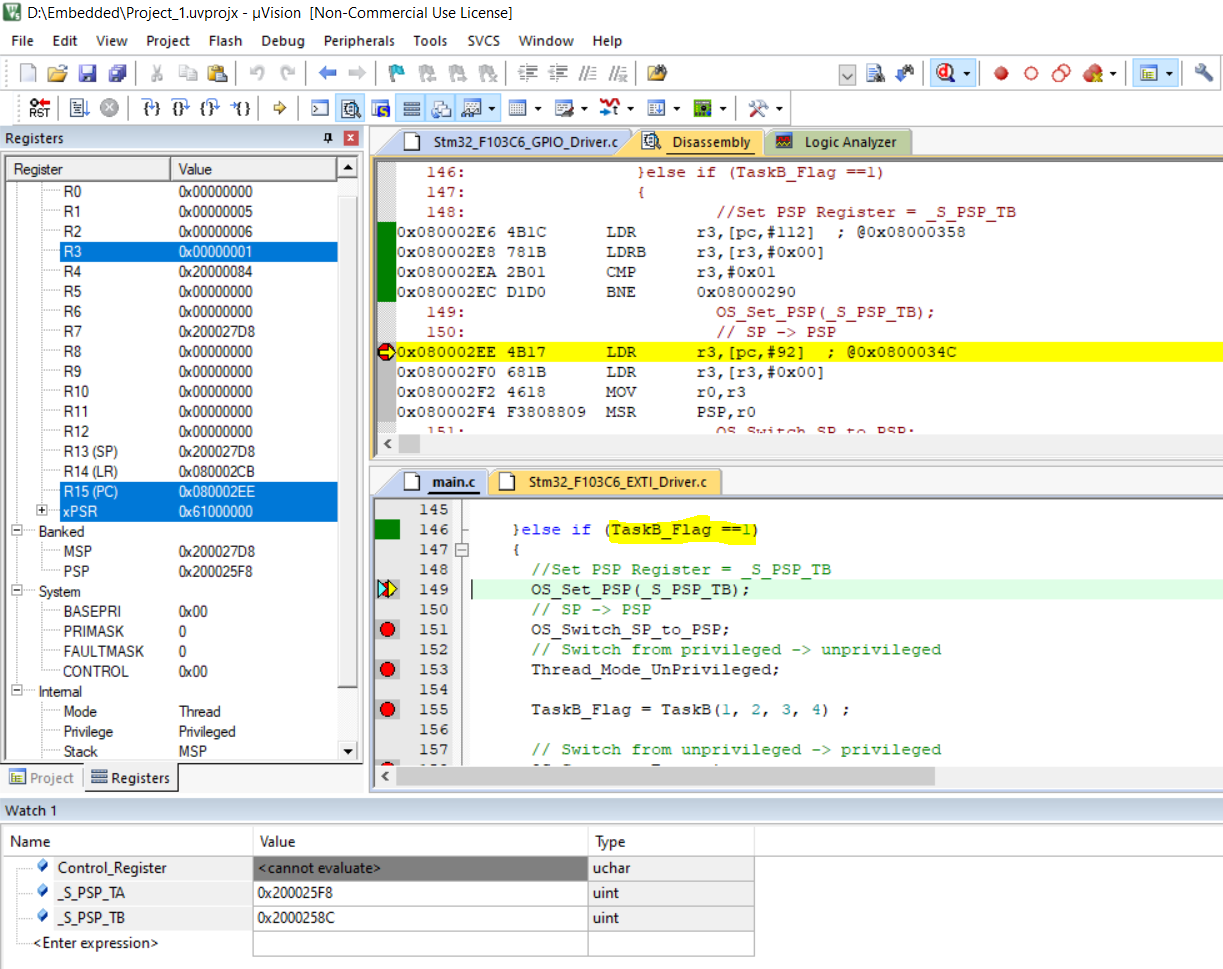 D:\Embedded\Project_1.uvprojx - µVision [Non-Commercial Use License]
File Edit View Project Flash Debug Peripherals Tools SVCS Window Help
RST
Registers
Register Value
R0 0x00000000
R1 0x00000005
R2 0x00000006
R3 0x00000001
R4 0x20000084
R5 0x00000000
R6 0x00000000
R7 0x200027D8
R8 0x00000000
R9 0x00000000
R10 0x00000000
R11 0x00000000
R12 0x00000000
R13 (SP) 0x200027D8
R14 (LR) 0x080002CB
R15 (PC) 0x080002EE
xPSR 0x61000000
Banked
MSP 0x200027D8
PSP 0x200025F8
System
BASEPRI 0x00
PRIMASK 0
FAULTMASK 0
CONTROL 0x00
Internal
Mode Thread
Privilege Privileged
Stack MSP
Project Registers
Stm32_F103C6_GPIO_Driver.c Disassembly Logic Analyzer
146: }else if (TaskB_Flag ==1)
147: {
148: //Set PSP Register = _S_PSP_TB
0x080002E6 4B1C LDR r3,[pc,#112] ; @0x08000358
0x080002E8 781B LDRB r3,[r3,#0x00]
0x080002EA 2B01 CMP r3,#0x01
0x080002EC D1D0 BNE 0x08000290
149: OS_Set_PSP(_S_PSP_TB);
150: // SP -> PSP
0x080002EE 4B17 LDR r3,[pc,#92] ; @0x0800034C
0x080002F0 681B LDR r3,[r3,#0x00]
0x080002F2 4618 MOV r0,r3
0x080002F4 F3808809 MSR PSP,r0
151: OS_Switch_SP_to_PSP;
main.c Stm32_F103C6_EXTI_Driver.c
145
146 }else if (TaskB_Flag ==1)
147 {
148 //Set PSP Register = _S_PSP_TB
149 OS_Set_PSP(_S_PSP_TB);
150 // SP -> PSP
151 OS_Switch_SP_to_PSP;
152 // Switch from privileged -> unprivileged
153 Thread_Mode_UnPrivileged;
154
155 TaskB_Flag = TaskB(1, 2, 3, 4) ;
156
157 // Switch from unprivileged -> privileged
Watch 1
Name Value Type
Control_Register <cannot evaluate> uchar
_S_PSP_TA 0x200025F8 uint
_S_PSP_TB 0x2000258C uint
<Enter expression>